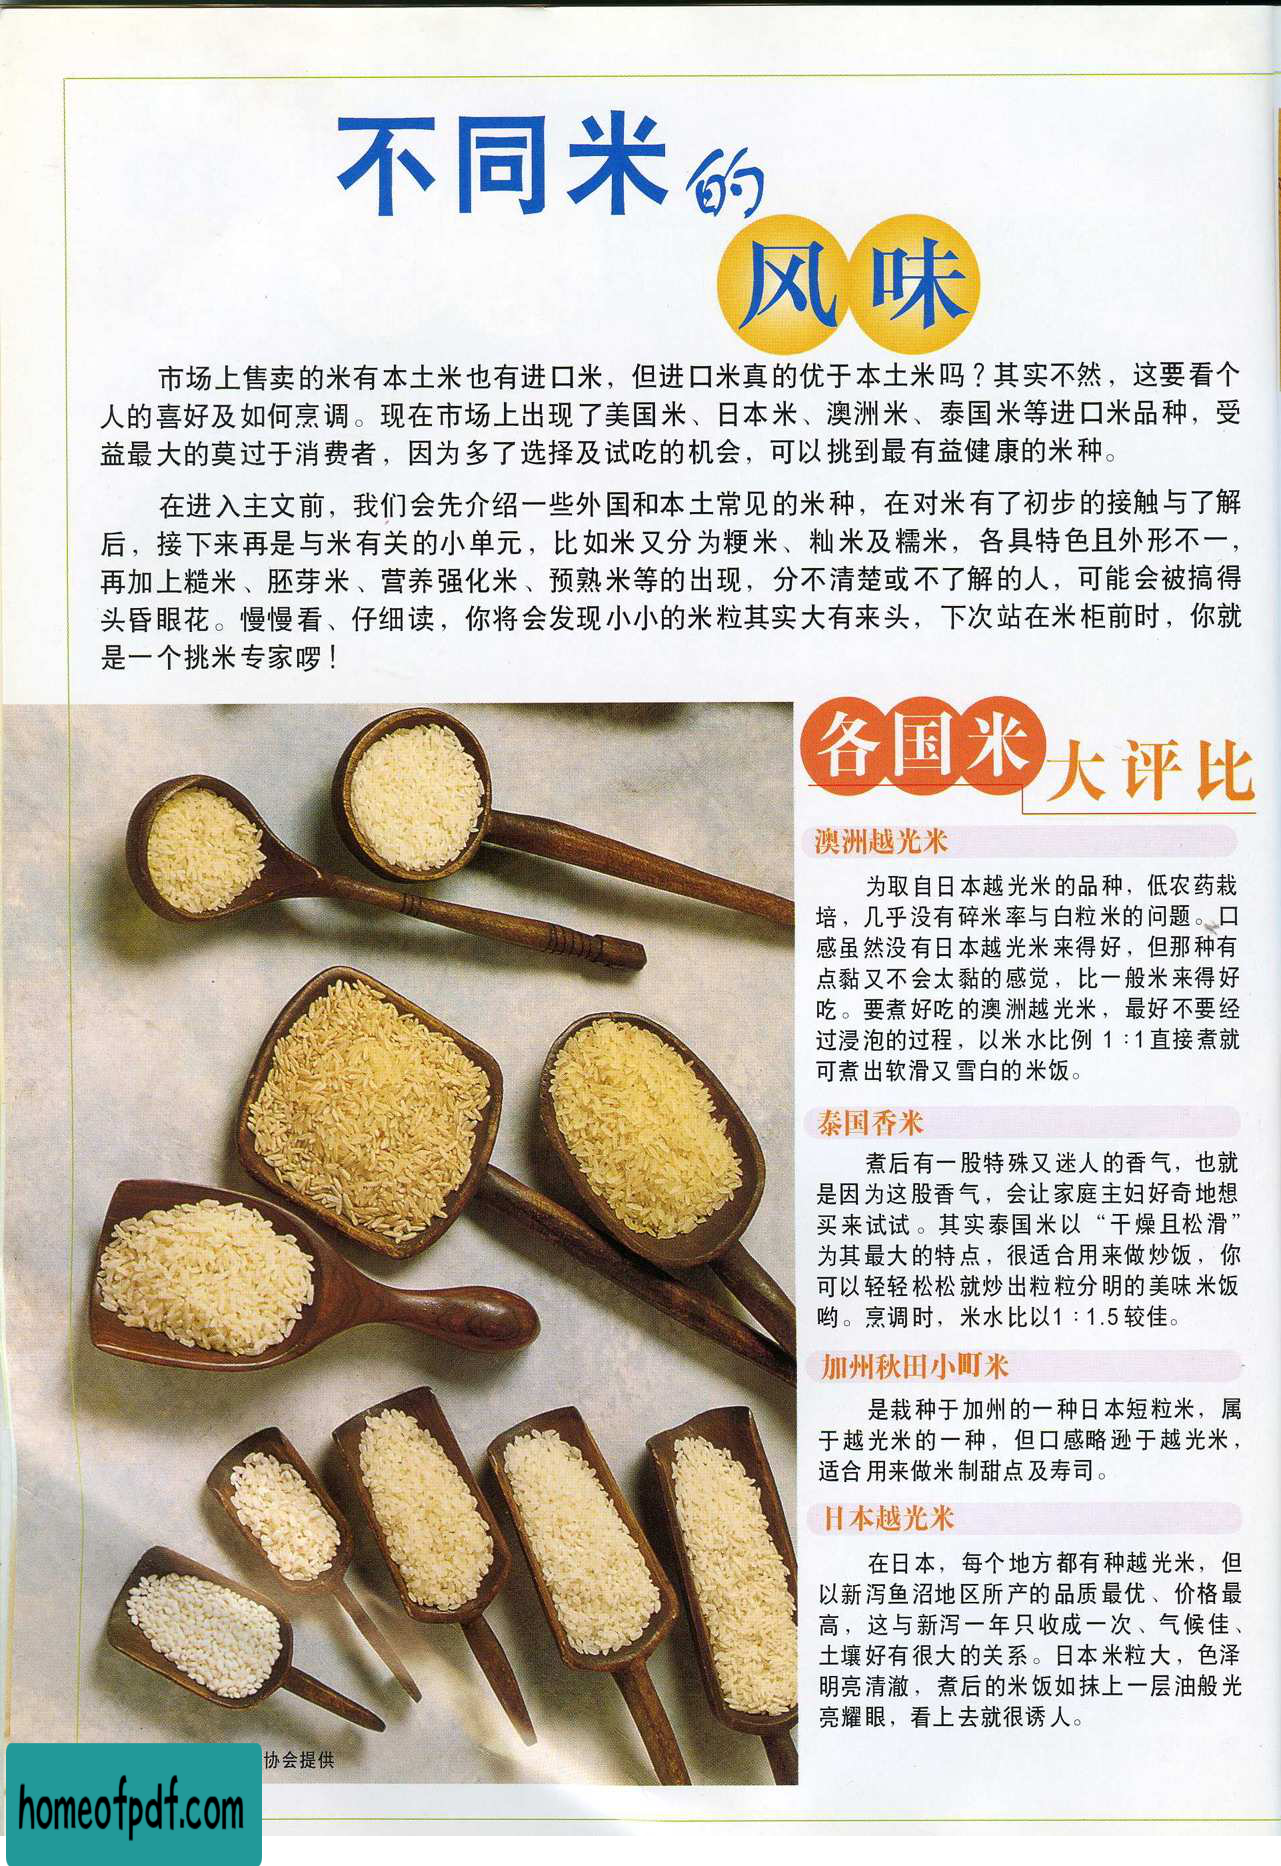 不同米的
风味
市场上售卖的米有本土米也有进口米，但进口米真的优于本土米吗？其实不然，这要看个
人的喜好及如何烹调。现在市场上出现了美国米、日本米、澳洲米、泰国米等进口米品种，受
益最大的莫过于消费者，因为多了选择及试吃的机会，可以挑到最有益健康的米种。
在进入主文前，我们会先介绍一些外国和本土常见的米种，在对米有了初步的接触与了解
后，接下来再是与米有关的小单元，比如米又分为粳米、籼米及糯米，各具特色且外形不一，
再加上糙米、胚芽米、营养强化米、预熟米等的出现，分不清楚或不了解的人，可能会被搞得
头昏眼花。慢慢看、仔细读，你将会发现小小的米粒其实大有来头，下次站在米柜前时，你就
是一个挑米专家啰！
各国米大评比
澳洲越光米
为取自日本越光米的品种，低农药栽
培，几乎没有碎米率与白粒米的问题。口
感虽然没有日本越光米来得好，但那种有
点黏又不会太黏的感觉，比一般米来得好
吃。要煮好吃的澳洲越光米，最好不要经
过浸泡的过程，以米水比例 1：1直接煮就
可煮出软滑又雪白的米饭。
泰国香米
煮后有一股特殊又迷人的香气，也就
是因为这股香气，会让家庭主妇好奇地想
买来试试。其实泰国米以“干燥且松滑”
为其最大的特点，很适合用来做炒饭，你
可以轻轻松松就炒出粒粒分明的美味米饭
哟。烹调时，米水比以1：1.5较佳。
加州秋田小町米
是栽种于加州的一种日本短粒米，属
于越光米的一种，但口感略逊于越光米，
适合用来做米制甜点及寿司。
日本越光米
在日本，每个地方都有种越光米，但
以新泻鱼沼地区所产的品质最优、价格最
高，这与新泻一年只收成一次、气候佳、
土壤好有很大的关系。日本米粒大，色泽
明亮清澈，煮后的米饭如抹上一层油般光
亮耀眼，看上去就很诱人。
协会提供
homeofpdf.com